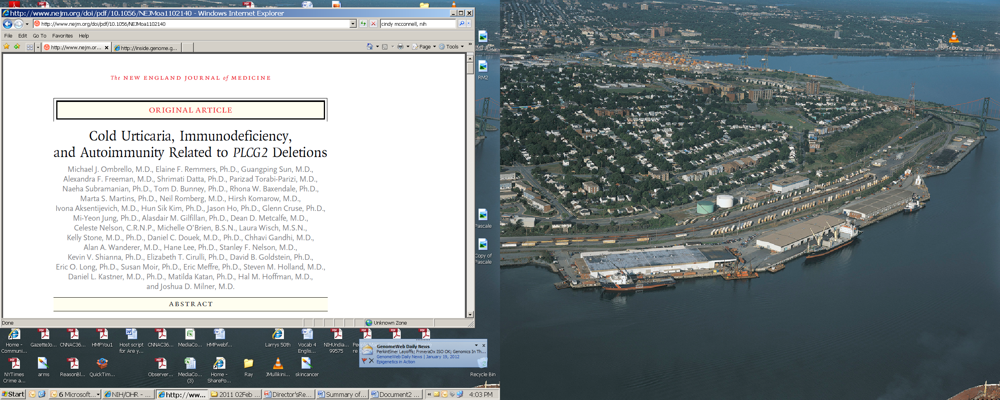 http://www.nejm.org/doi/pdf/10.1056/NEJMoa1102140 - Windows Internet Explorer
http://www.nejm.org/doi/pdf/10.1056/NEJMoa1102140
cindy mcconnell, nih
File Edit Go To Favorites Help
http://www.nejm.or...
http://inside.genome.g...
Page Tools
The NEW ENGLAND JOURNAL of MEDICINE
ORIGINAL ARTICLE
Cold Urticaria, Immunodeficiency,
and Autoimmunity Related to PLCG2 Deletions
Michael J. Ombrello, M.D., Elaine F. Remmers, Ph.D., Guangping Sun, M.D.,
Alexandra F. Freeman, M.D., Shrimati Datta, Ph.D., Parizad Torabi-Parizi, M.D.,
Naeha Subramanian, Ph.D., Tom D. Bunney, Ph.D., Rhona W. Baxendale, Ph.D.,
Marta S. Martins, Ph.D., Neil Romberg, M.D., Hirsh Komarow, M.D.,
Ivona Aksentijevich, M.D., Hun Sik Kim, Ph.D., Jason Ho, Ph.D., Glenn Cruse, Ph.D.,
Mi-Yeon Jung, Ph.D., Alasdair M. Gilfillan, Ph.D., Dean D. Metcalfe, M.D.,
Celeste Nelson, C.R.N.P., Michelle O'Brien, B.S.N., Laura Wisch, M.S.N.,
Kelly Stone, M.D., Ph.D., Daniel C. Douek, M.D., Ph.D., Chhavi Gandhi, M.D.,
Alan A. Wanderer, M.D., Hane Lee, Ph.D., Stanley F. Nelson, M.D.,
Kevin V. Shianna, Ph.D., Elizabeth T. Cirulli, Ph.D., David B. Goldstein, Ph.D.,
Eric O. Long, Ph.D., Susan Moir, Ph.D., Eric Meffre, Ph.D., Steven M. Holland, M.D.,
Daniel L. Kastner, M.D., Ph.D., Matilda Katan, Ph.D., Hal M. Hoffman, M.D.,
and Joshua D. Milner, M.D.
ABSTRACT
Done
Unknown Zone
RM1.JPG
RM2
Pascale
Copy of
Pascale
BFTribute...
Home -
Communi...
GazetteJo...
CNNAC36...
HMPYou1
Host script
for Are y...
CNNAC36...
MediaCo...
HMPwebf...
Larrys 50th
Vocab 4
Englis...
NIHUndia...
99575
GenomeWeb Daily News
PerkinElmer Layoffs; PrimeraDx ISO OK; Genomics In Th...
GenomeWeb Daily News | January 19, 2012
Epigenetics in Action
NYTimes
Crime a...
arms
ReasonBl...
QuickTim...
Observer...
MediaCo...
(3)
Home -
SharePo...
Ray
JMullikini...
skincancer
Recycle Bin
Start
6 Microsoft...
NIH/OHR - ...
http://ww...
2011 02Feb ...
Director'sRe...
Summary of...
Document2 ...
4:03 PM